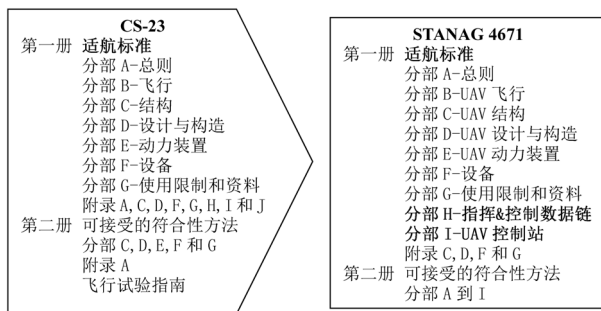 CS-23
第一册 适航标准
分部 A-总则
分部 B-飞行
分部 C-结构
分部 D-设计与构造
分部 E-动力装置
分部 F-设备
分部 G-使用限制和资料
附录 A,C,D,F,G,H,I 和 J
第二册 可接受的符合性方法
分部 C,D,E,F 和 G
附录 A
飞行试验指南
STANAG 4671
第一册 适航标准
分部 A-总则
分部 B-UAV 飞行
分部 C-UAV 结构
分部 D-UAV 设计与构造
分部 E-UAV 动力装置
分部 F-设备
分部 G-使用限制和资料
分部 H-指挥&控制数据链
分部 I-UAV 控制站
附录 C,D,F 和 G
第二册 可接受的符合性方法
分部 A 到 I